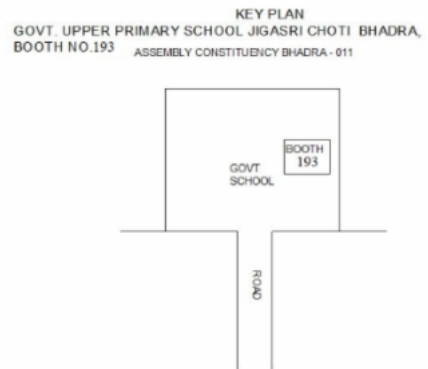 KEY PLAN
GOVT. UPPER PRIMARY SCHOOL JIGASRI CHOTI BHADRA,
BOOTH NO.193 ASSEMBLY CONSTITUENCY BHADRA - 011
BOOTH
193
GOVT
SCHOOL
ROAD